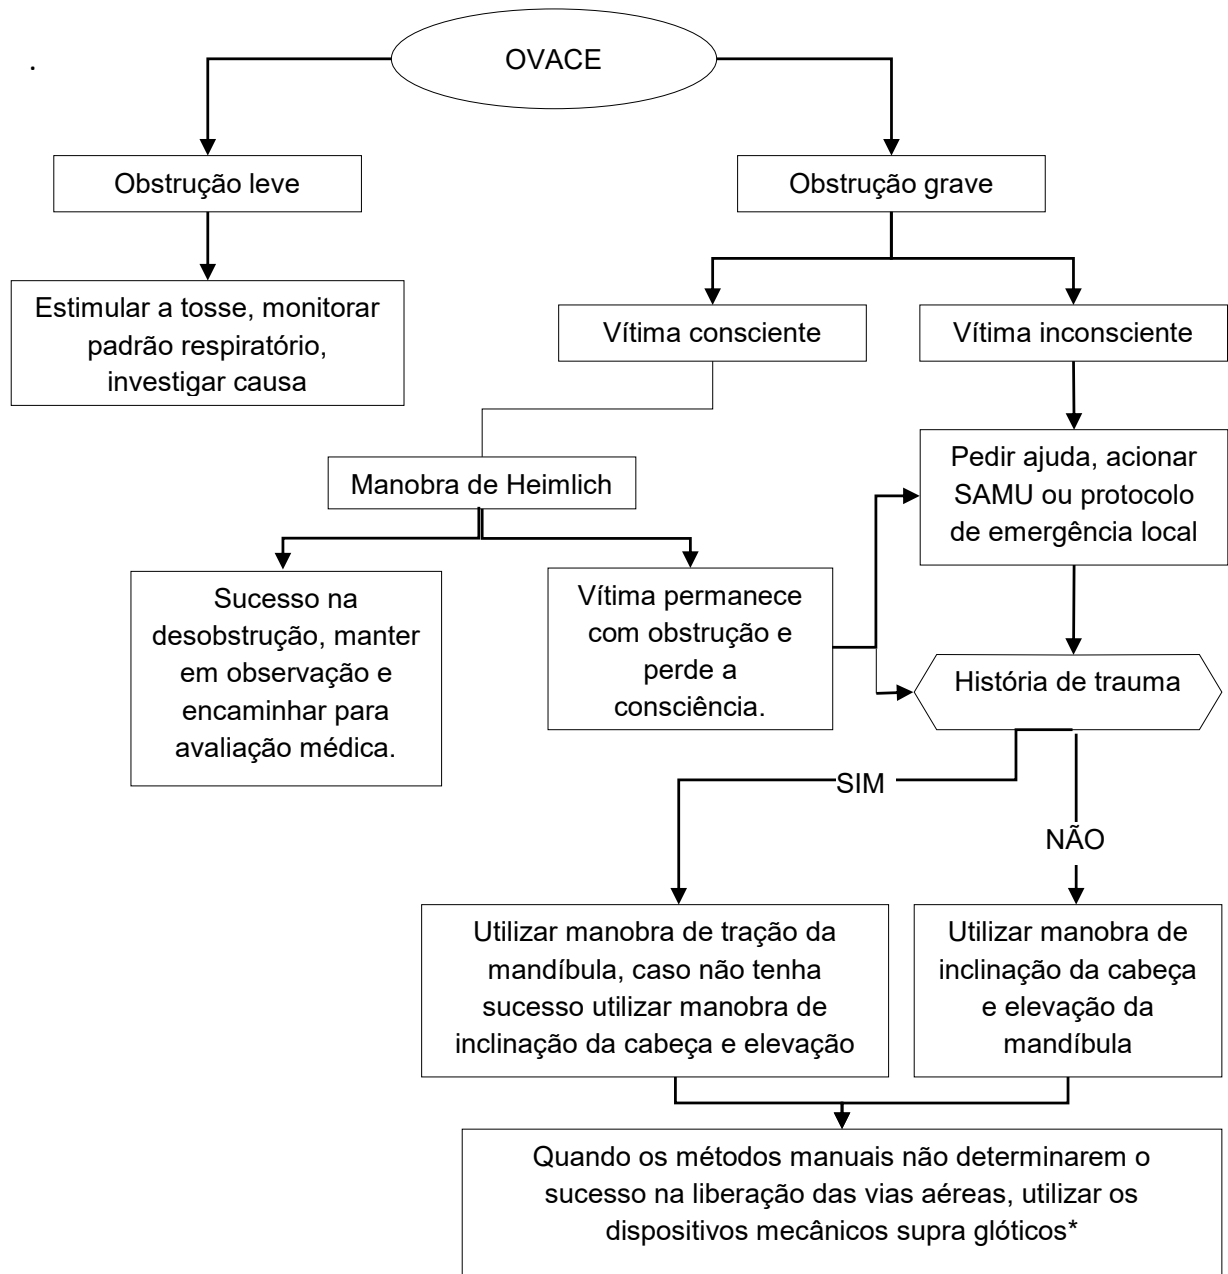 OVACE
.
Obstrução leve
Obstrução grave
Estimular a tosse, monitorar
padrão respiratório,
investigar causa
Vítima consciente
Vítima inconsciente
Manobra de Heimlich
Pedir ajuda, acionar
SAMU ou protocolo
de emergência local
Sucesso na
desobstrução, manter
em observação e
encaminhar para
avaliação médica.
Vítima permanece
com obstrução e
perde a
consciência.
História de trauma
SIM
NÃO
Utilizar manobra de tração da
mandíbula, caso não tenha
sucesso utilizar manobra de
inclinação da cabeça e elevação
Utilizar manobra de
inclinação da cabeça
e elevação da
mandíbula
Quando os métodos manuais não determinarem o
sucesso na liberação das vias aéreas, utilizar os
dispositivos mecânicos supra glóticos*